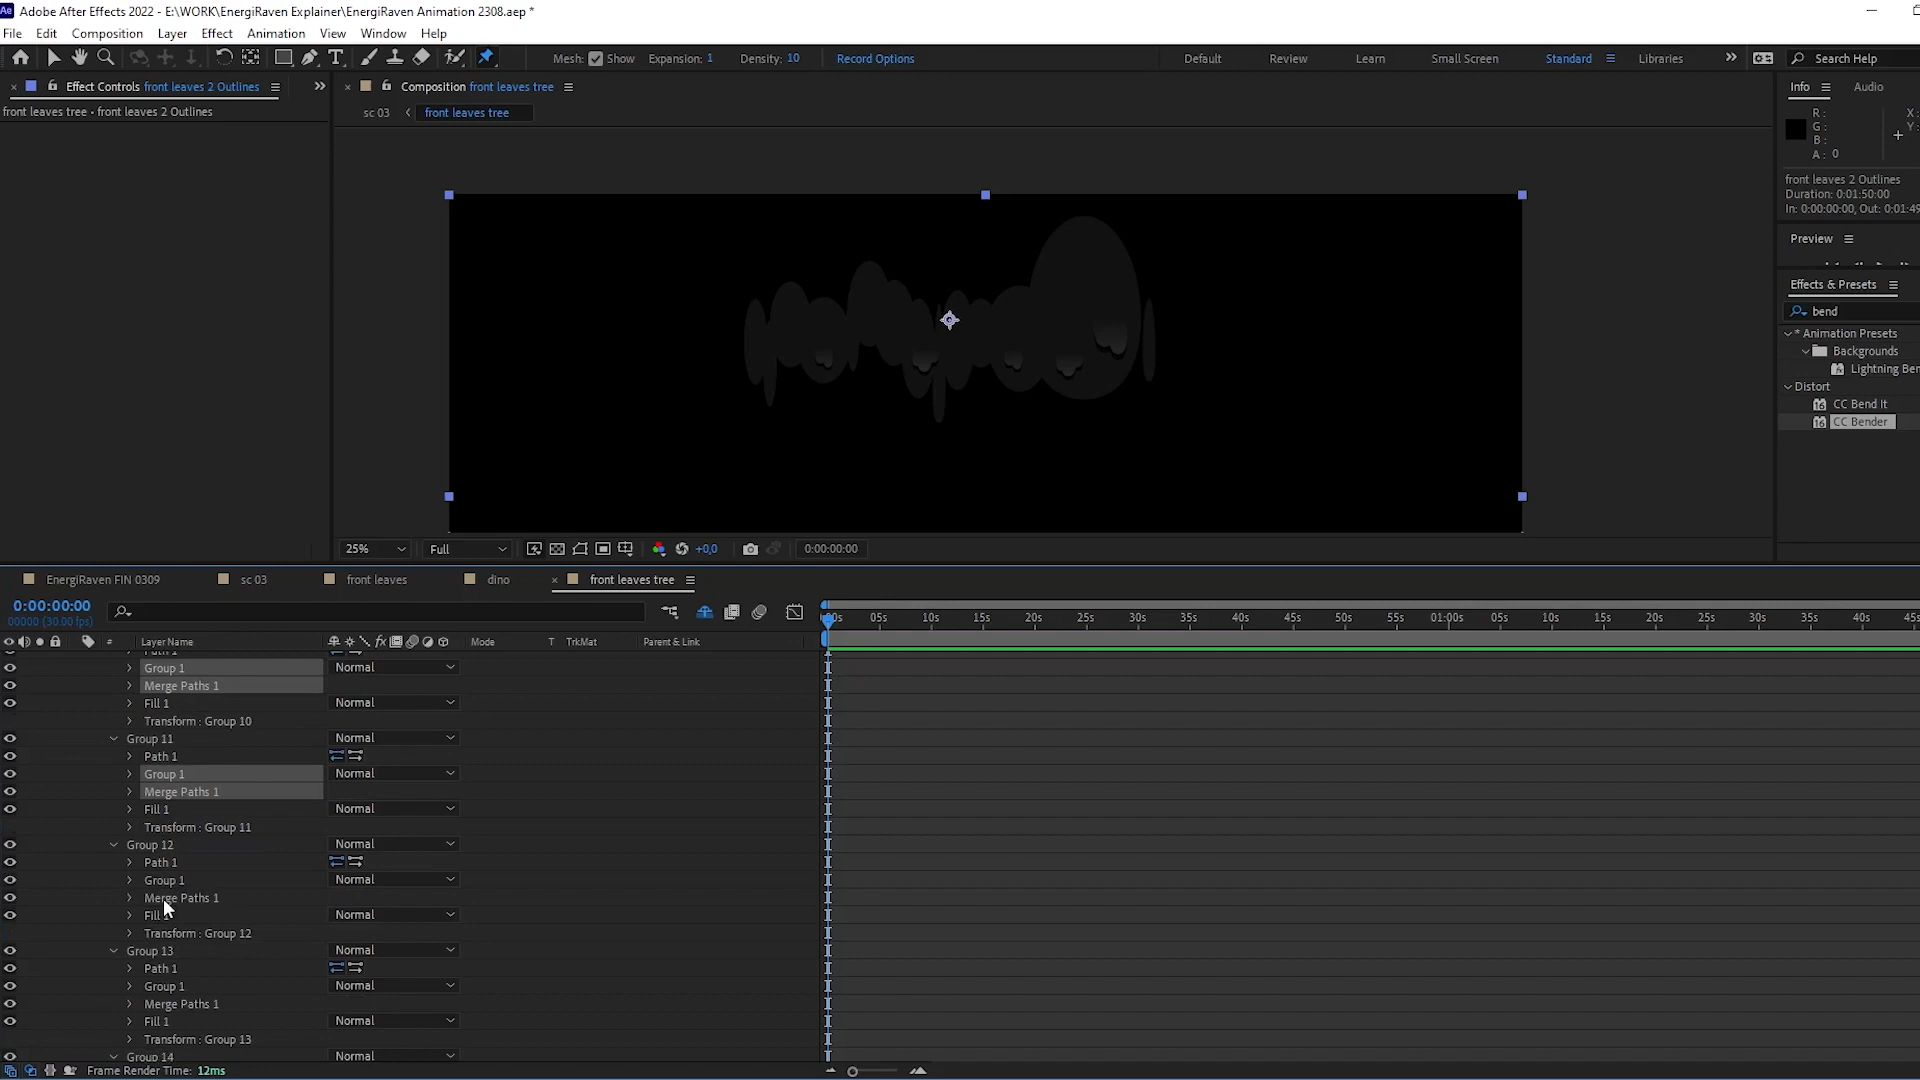 Adobe After Effects 2022 - E:\WORK\EnergiRaven Explainer\EnergiRaven Animation 2308.aep *
File Edit Composition Layer Effect Animation View Window Help
Mesh: Show Expansion: 1 Density: 10 Record Options Default Review Learn Small Screen Standard Libraries Search Help
Effect Controls front leaves 2 Outlines
Composition front leaves tree
Info Audio
front leaves tree • front leaves 2 Outlines
sc 03 front leaves tree
R:
G:
B:
A: 0
X:
Y:
front leaves 2 Outlines
Duration: 0:01:50:00
In: 0:00:00:00, Out: 0:01:49
Preview
Effects & Presets
bend
* Animation Presets
Backgrounds
Lightning Ben
Distort
CC Bend It
CC Bender
25% Full +0,0 0:00:00:00
EnergiRaven FIN 0309 sc 03 front leaves dino front leaves tree
0:00:00:00
00000 (30.00 fps)
05s 10s 15s 20s 25s 30s 35s 40s 45s 50s 55s 01:00s 05s 10s 15s 20s 25s 30s 35s 40s 45s
# Layer Name Mode T TrkMat Parent & Link
Path 1
Group 1 Normal
Merge Paths 1
Fill 1 Normal
Transform : Group 10
Group 11 Normal
Path 1
Group 1 Normal
Merge Paths 1
Fill 1 Normal
Transform : Group 11
Group 12 Normal
Path 1
Group 1 Normal
Merge Paths 1
Fill 1 Normal
Transform : Group 12
Group 13 Normal
Path 1
Group 1 Normal
Merge Paths 1
Fill 1 Normal
Transform : Group 13
Group 14 Normal
Frame Render Time: 12ms